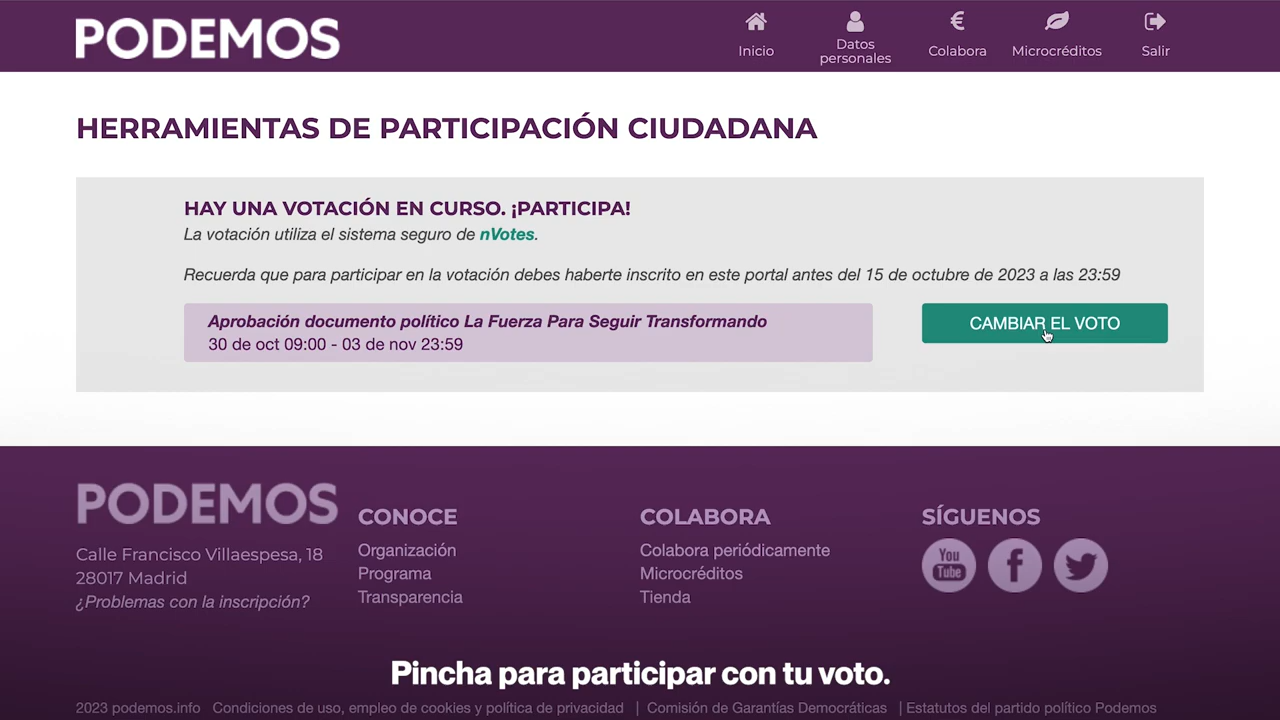 PODEMOS
Inicio
Datos
personales
Colabora
Microcréditos
Salir
HERRAMIENTAS DE PARTICIPACIÓN CIUDADANA
HAY UNA VOTACIÓN EN CURSO. ¡PARTICIPA!
La votación utiliza el sistema seguro de nVotes.
Recuerda que para participar en la votación debes haberte inscrito en este portal antes del 15 de octubre de 2023 a las 23:59
Aprobación documento político La Fuerza Para Seguir Transformando
30 de oct 09:00 - 03 de nov 23:59
CAMBIAR EL VOTO
PODEMOS
Calle Francisco Villaespesa, 18
28017 Madrid
¿Problemas con la inscripción?
CONOCE
Organización
Programa
Transparencia
COLABORA
Colabora periódicamente
Microcréditos
Tienda
SÍGUENOS
You
Tube
Pincha para participar con tu voto.
2023 podemos.info Condiciones de uso, empleo de cookies y política de privacidad | Comisión de Garantías Democráticas | Estatutos del partido político Podemos